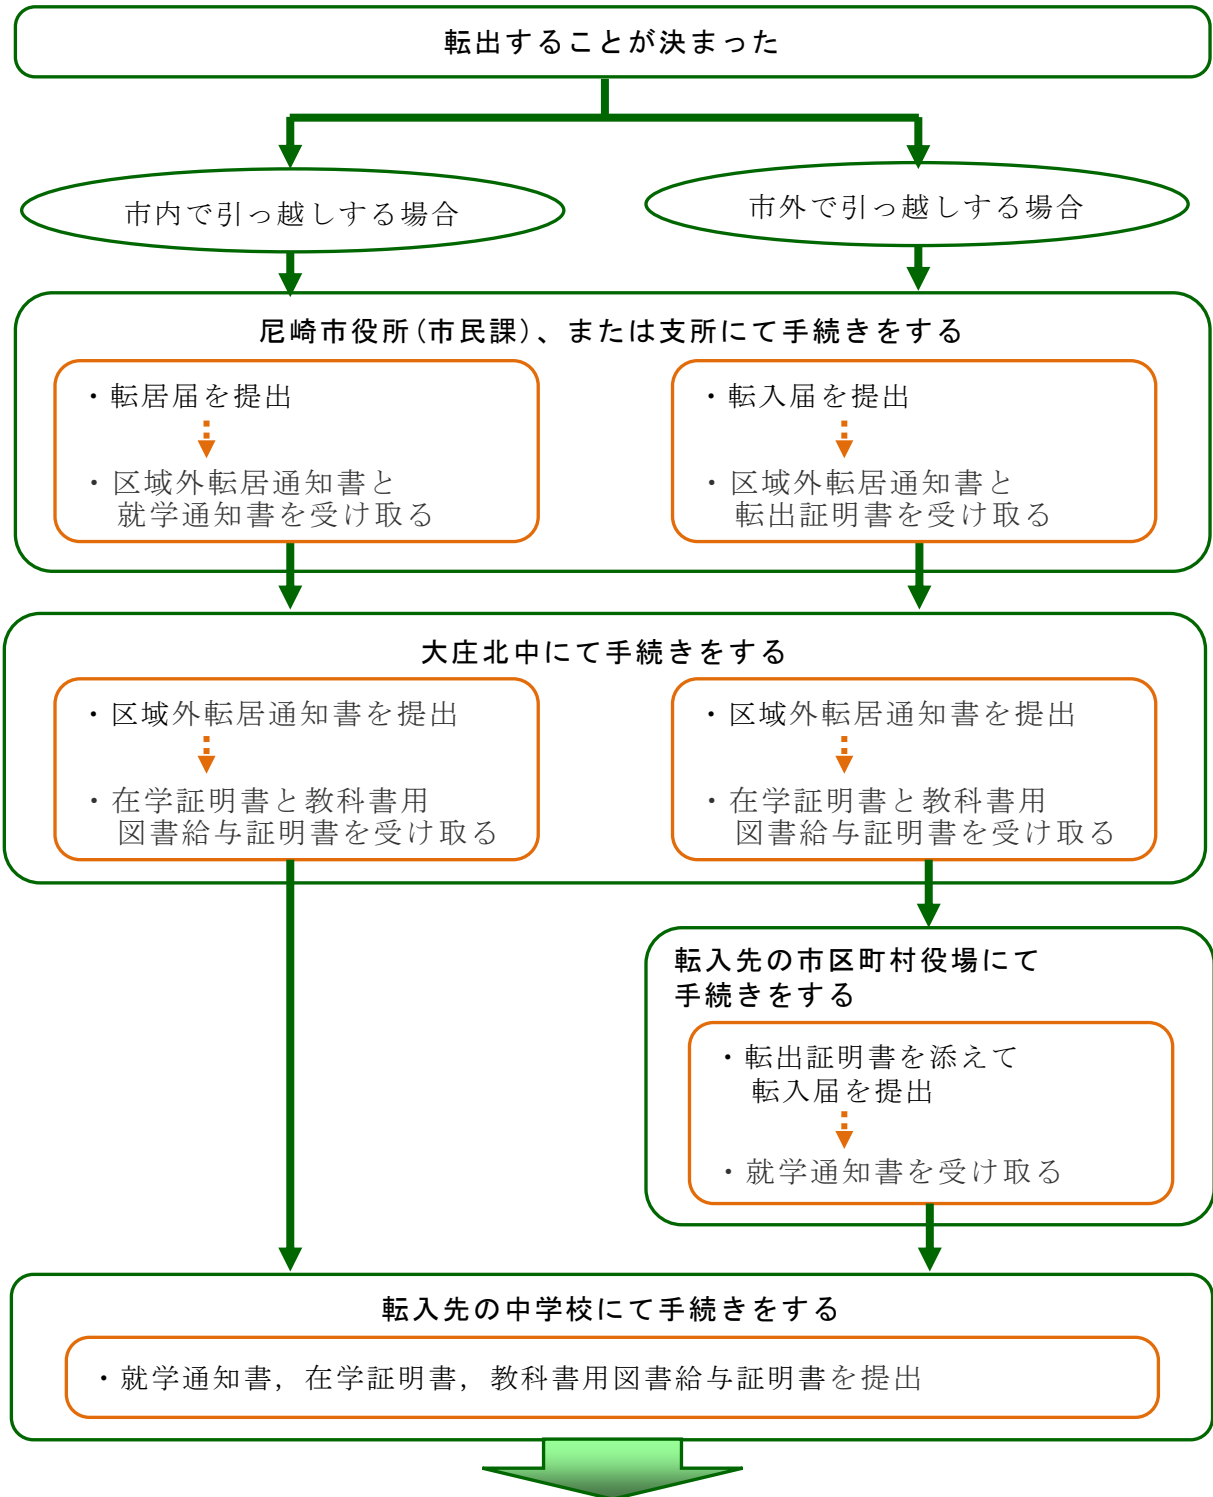 転出することが決まった
市内で引っ越しする場合
市外で引っ越しする場合
尼崎市役所(市民課)、または支所にて手続きをする
・転居届を提出
・区域外転居通知書と
就学通知書を受け取る
・転入届を提出
・区域外転居通知書と
転出証明書を受け取る
大庄北中にて手続きをする
・区域外転居通知書を提出
・在学証明書と教科書用
図書給与証明書を受け取る
・区域外転居通知書を提出
・在学証明書と教科書用
図書給与証明書を受け取る
転入先の市区町村役場にて
手続きをする
・転出証明書を添えて
転入届を提出
・就学通知書を受け取る
転入先の中学校にて手続きをする
・就学通知書，在学証明書，教科書用図書給与証明書を提出